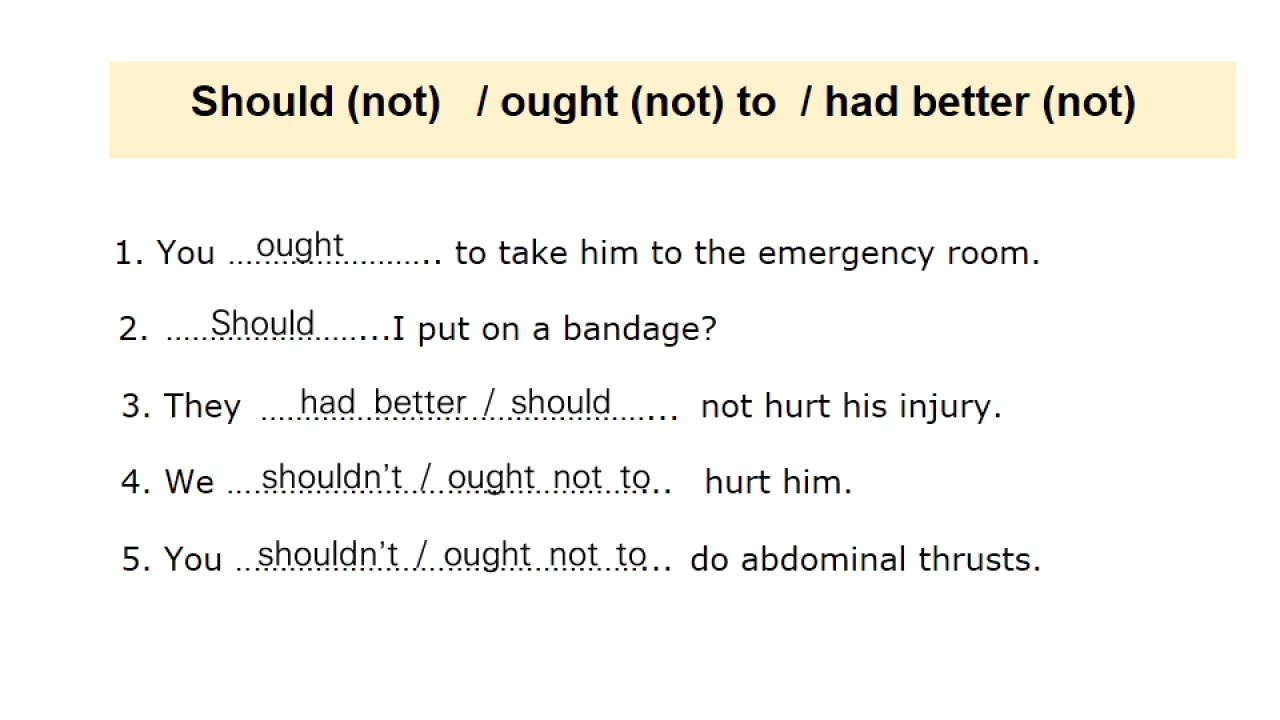 Should (not) / ought (not) to / had better (not)
1. You ...ought........... to take him to the emergency room.
2. ......Should.........I put on a bandage?
3. They ....had better / should...... not hurt his injury.
4. We ...shouldn’t / ought not to... hurt him.
5. You ..shouldn’t / ought not to... do abdominal thrusts.